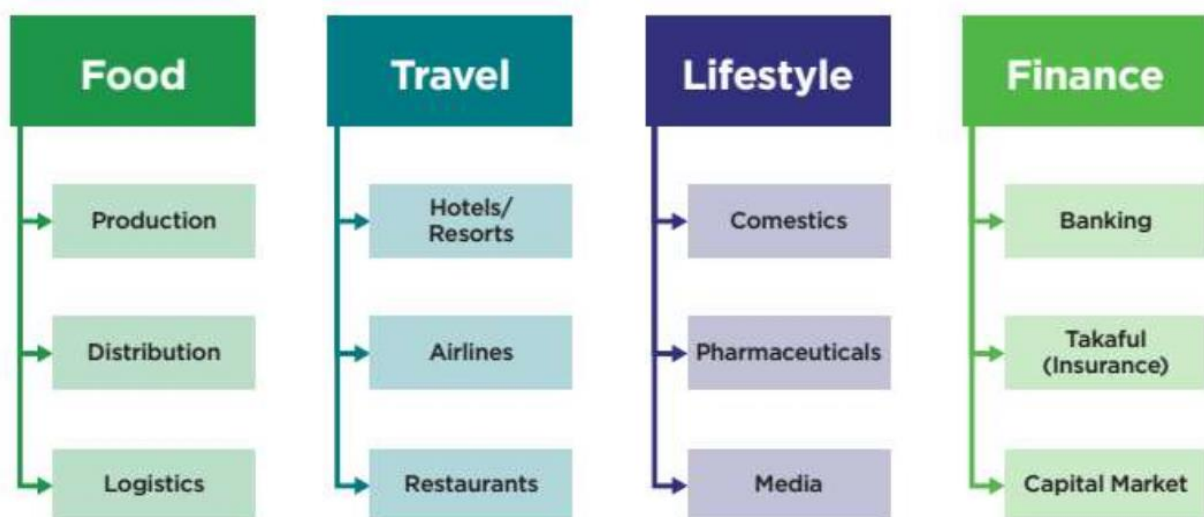 Food
Production
Distribution
Logistics
Travel
Hotels/
Resorts
Airlines
Restaurants
Lifestyle
Comestics
Pharmaceuticals
Media
Finance
Banking
Takaful
(Insurance)
Capital Market